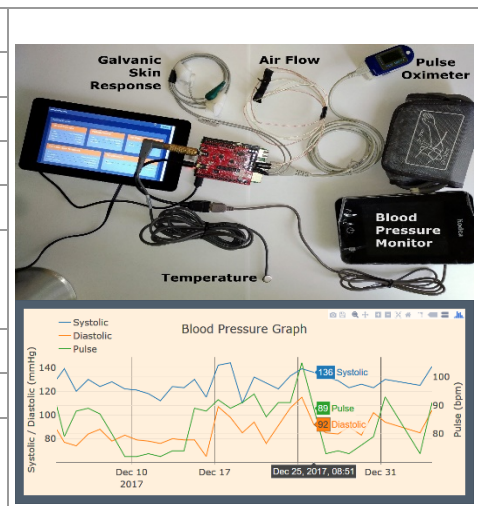 Galvanic
Skin
Response
Air Flow
Pulse
Oximeter
Blood
Pressure
Monitor
Temperature
Systolic
Diastolic
Pulse
Blood Pressure Graph
Systolic / Diastolic (mmHg)
140
120
100
80
136 Systolic
89 Pulse
92 Diastolic
100
90
80
Pulse (bpm)
Dec 10
2017
Dec 17
Dec 25, 2017, 08:51
Dec 31